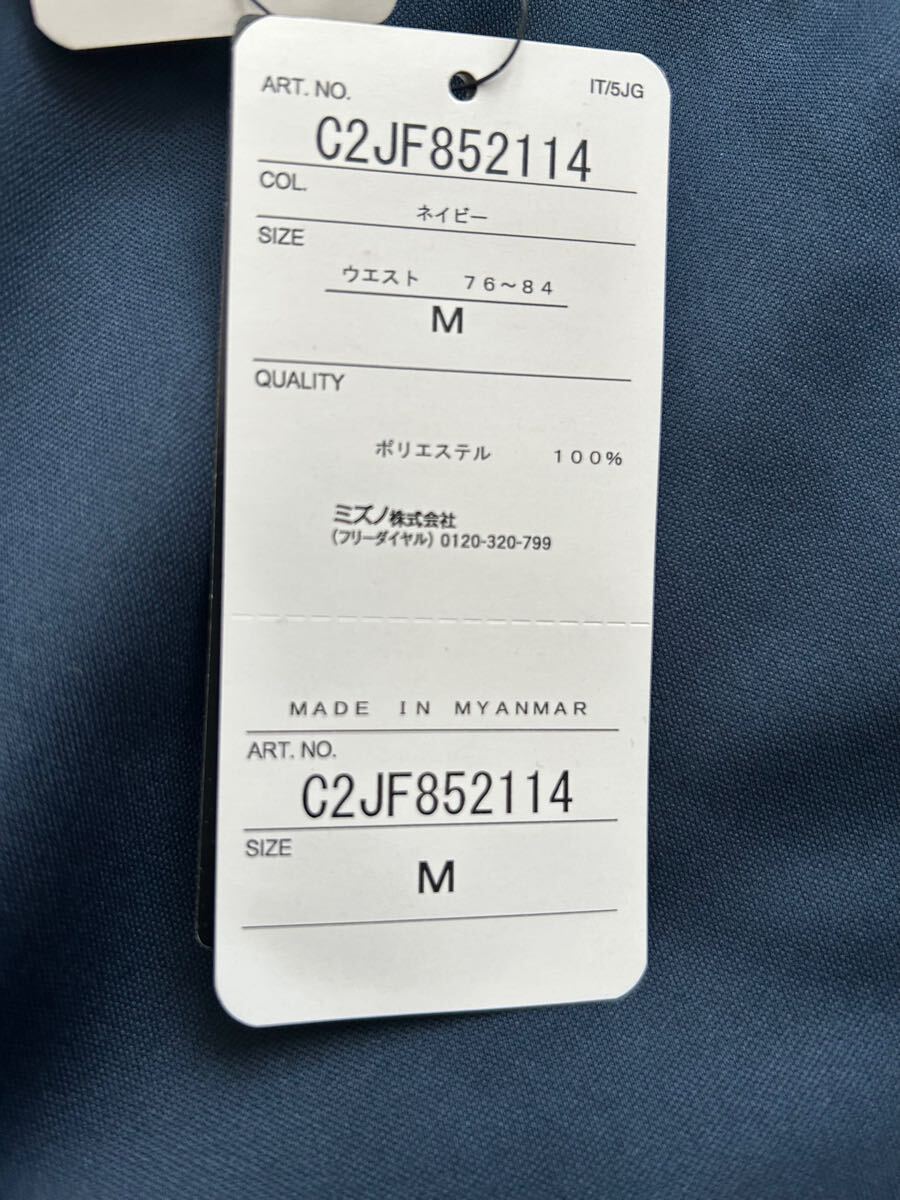 ART. NO.
IT/5JG
C2JF852114
COL.
ネイビー
SIZE
ウエスト 76~84
M
QUALITY
ポリエステル 100%
ミズノ株式会社
(フリーダイヤル) 0120-320-799
MADE IN MYANMAR
ART. NO.
C2JF852114
SIZE
M